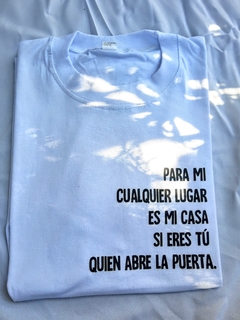 PARA MI
CUALQUIER LUGAR
ES MI CASA
SI ERES TÚ
QUIEN ABRE LA PUERTA.